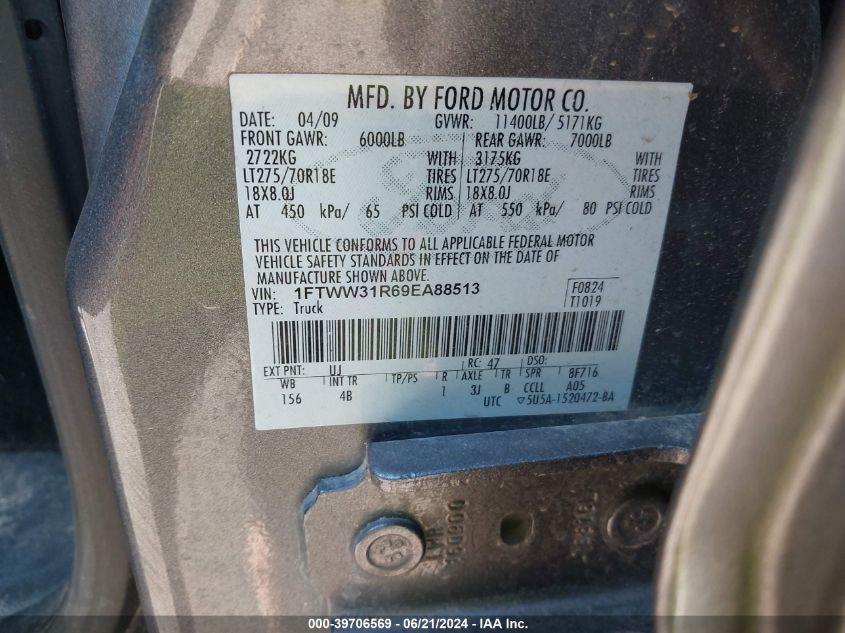 MFD. BY FORD MOTOR CO.
DATE: 04/09 GVWR: 11400LB/ 5171KG
FRONT GAWR: 6000LB REAR GAWR: 7000LB
2722KG WITH 3175KG WITH
LT275/70R18E TIRES LT275/70R18E TIRES
18X8.0J RIMS 18X8.0J RIMS
AT 450 kPa/ 65 PSI COLD AT 550 kPa/ 80 PSI COLD
THIS VEHICLE CONFORMS TO ALL APPLICABLE FEDERAL MOTOR
VEHICLE SAFETY STANDARDS IN EFFECT ON THE DATE OF
MANUFACTURE SHOWN ABOVE.
VIN: 1FTWW31R69EA88513 F0824
TYPE: Truck T1019
EXT PNT: UJ RC: 47 DSO:
WB INT TR TP/PS R AXLE TR SPR 8F716
156 4B 1 3J B CCLL A05
UTC ▽5U5A-1520472-BA
000-39706569 - 06/21/2024 - IAA Inc.